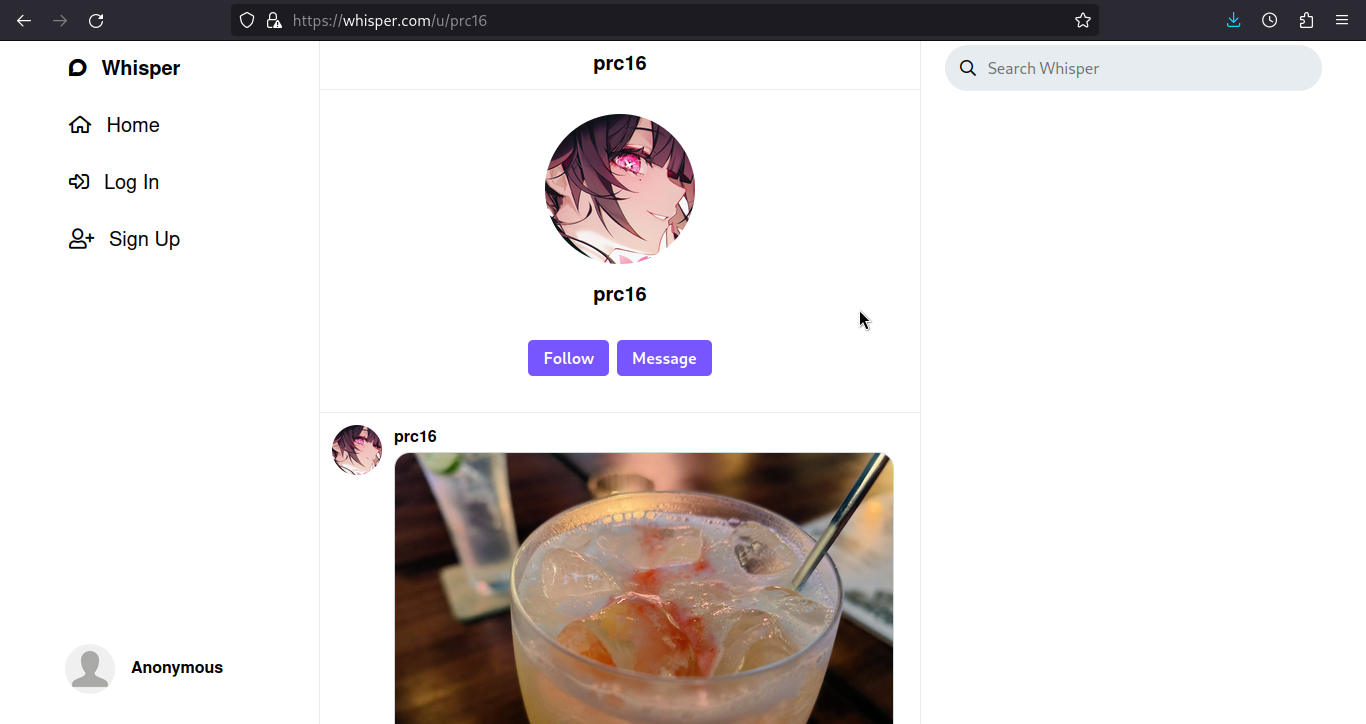 https://whisper.com/u/prc16
Whisper
Home
Log In
Sign Up
Anonymous
prc16
prc16
Follow
Message
prc16
Search Whisper